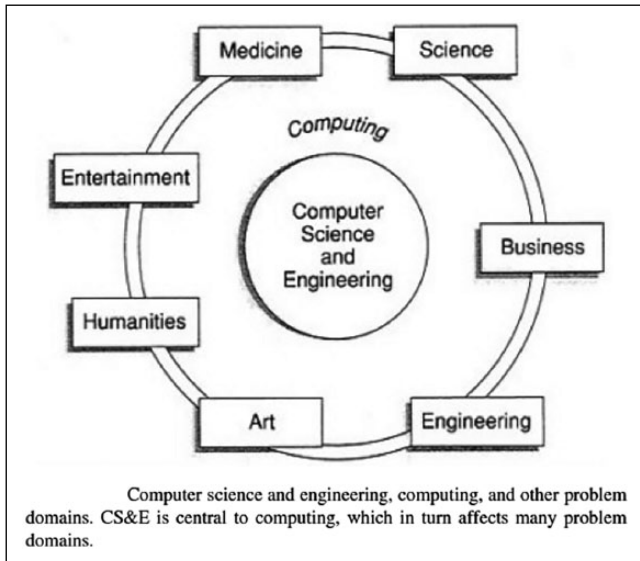 Medicine
Science
Computing
Entertainment
Computer
Science
and
Engineering
Business
Humanities
Art
Engineering
Computer science and engineering, computing, and other problem
domains. CS&E is central to computing, which in turn affects many problem
domains.